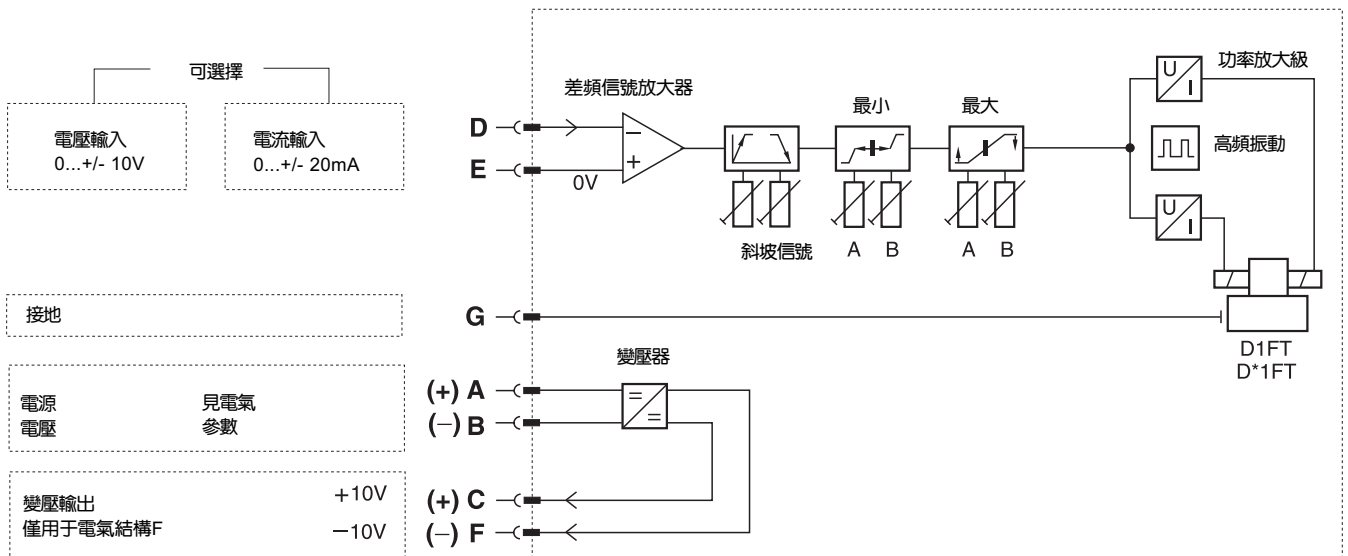 可選擇
電壓輸入
0...+/- 10V
電流輸入
0...+/- 20mA
接地
電源
電壓
見電氣
參數
變壓輸出
僅用于電氣結構F
+10V
−10V
D
E
G
(+) A
(−) B
(+) C
(−) F
差頻信號放大器
−
+
0V
斜坡信號
最小
A B
最大
A B
U
I
功率放大級
高頻振動
U
I
D1FT
D*1FT
變壓器
=
=